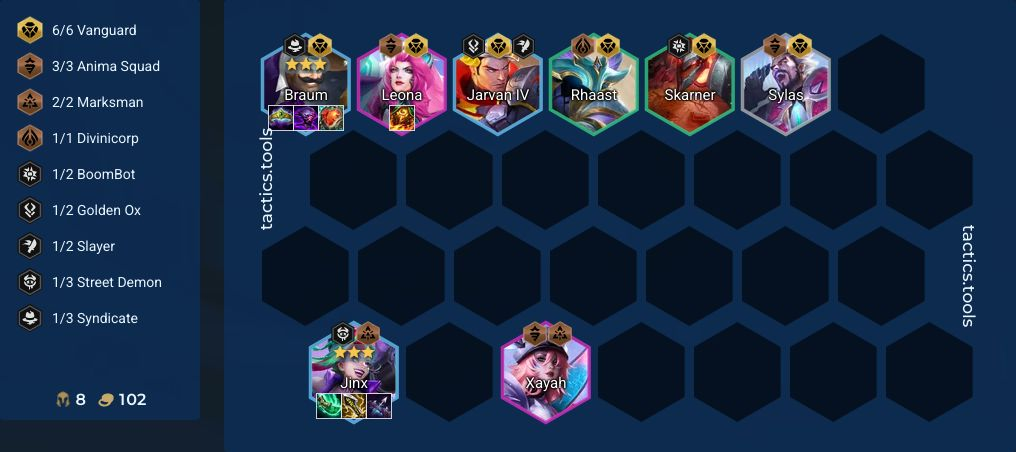 6/6 Vanguard
3/3 Anima Squad
2/2 Marksman
1/1 Divinicorp
1/2 BoomBot
1/2 Golden Ox
1/2 Slayer
1/3 Street Demon
1/3 Syndicate
8 102
Braum Leona Jarvan IV Rhaast Skarner Sylas
tactics.tools
tactics.tools
Jinx Xayah